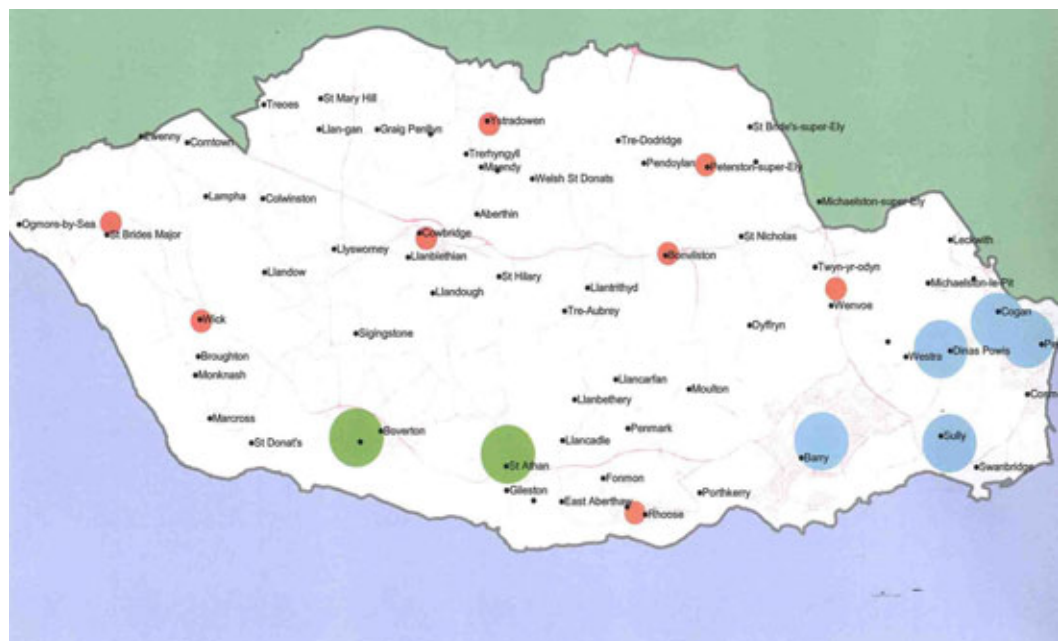 St Mary Hill
Treoes
Ystradowen
Llan-gan
Graig Penllyn
St Bride's-super-Ely
Ewenny
Corntown
Tre-Dodridge
Trerhyngyll
Pendoylan
Peterston-super-Ely
Maendy
Welsh St Donats
Lampha
Colwinston
Michaelston-super-Ely
Aberthin
Ogmore-by-Sea
St Brides Major
Cowbridge
St Nicholas
Leckwith
Llysworney
Llanblethian
Bonvilston
Twyn-yr-odyn
Llandow
St Hilary
Michaelston-le-Pit
Llandough
Llantrithyd
Wenvoe
Tre-Aubrey
Cogan
Wick
Dyffryn
Sigingstone
Dinas Powis
Westra
Broughton
Monknash
Llancarfan
Moulton
Llanbethery
Marcross
Boverton
Penmark
St Donat's
Llancadle
Sully
Barry
St Athan
Swanbridge
Fonmon
Gileston
Porthkerry
East Aberthaw
Rhoose